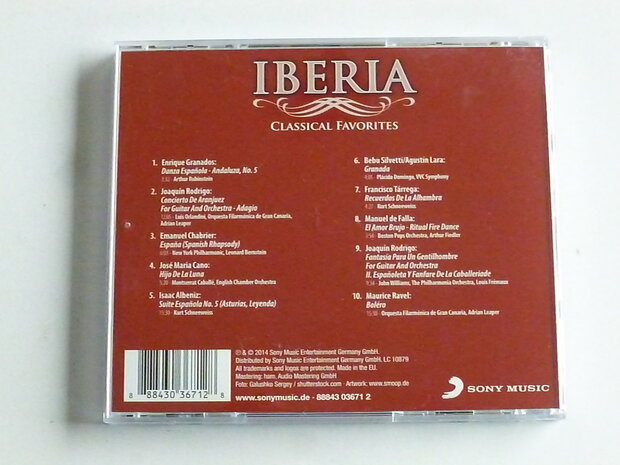 IBERIA
CLASSICAL FAVORITES
1. Enrique Granados:
Danza Española - Andaluza, No. 5
Arthur Rubinstein
2. Joaquín Rodrigo:
Concierto De Aranjuez
For Guitar And Orchestra - Adagio
Luis Orlandini, Orquesta Filarmónica de Gran Canaria,
Adrian Leaper
3. Emanuel Chabrier:
España (Spanish Rhapsody)
New York Philharmonic, Leonard Bernstein
4. José Maria Cano:
Hijo De La Luna
5:20 - Montserrat Caballé, English Chamber Orchestra
5. Isaac Albeniz:
Suite Española No. 5 (Asturias, Leyenda)
Kurt Schneeweiss
6. Bebu Silvetti/Agustín Lara:
Granada
Plácido Domingo, VVC Symphony
7. Francisco Tárrega:
Recuerdos De La Alhambra
Kurt Schneeweiss
8. Manuel de Falla:
El Amor Brujo - Ritual Fire Dance
Boston Pops Orchestra, Arthur Fiedler
9. Joaquín Rodrigo:
Fantasia Para Un Gentilhombre
For Guitar And Orchestra
II. Españoleta Y Fanfare De La Caballeriade
9:34 - John Williams, The Philharmonia Orchestra, Louis Frémaux
10. Maurice Ravel:
Boléro
Orquesta Filarmónica de Gran Canaria, Adrian Leaper
8 88430 36712 8
℗ & © 2014 Sony Music Entertainment Germany GmbH.
Distributed by Sony Music Entertainment Germany GmbH. LC 10879
All trademarks and logos are protected. Made in the EU.
Mastering: ham. Audio Mastering GmbH
Foto: Galushko Sergey / shutterstock.com · Artwork: www.smoop.de
www.sonymusic.de · 88843 03671 2
SONY MUSIC